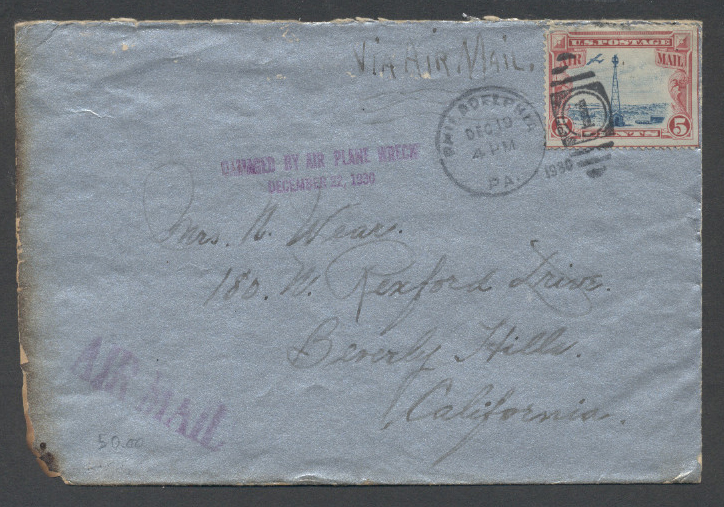 VIA AIR MAIL.
U.S. POSTAGE
AIR MAIL
5 CENTS 5
PHILADELPHIA
DEC 19
4 PM
PA.
1930
DAMAGED BY AIR PLANE WRECK
DECEMBER 22, 1930
Mrs. N. Wear.
180. N. Rexford Drive.
Beverly Hills.
California.
AIR MAIL
50.00